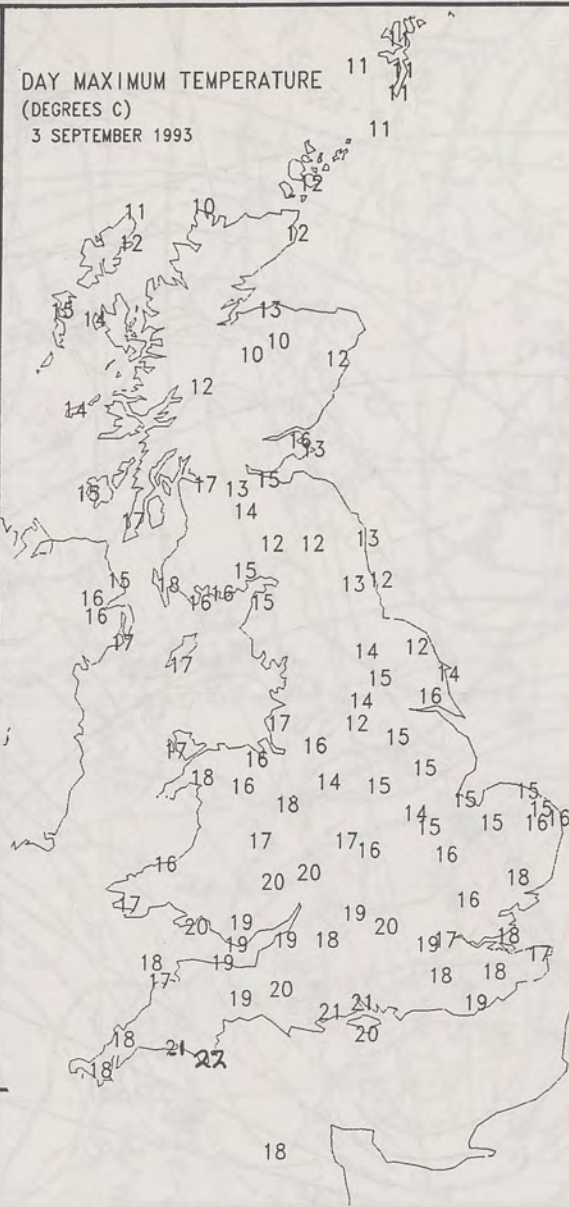 DAY MAXIMUM TEMPERATURE
(DEGREES C)
3 SEPTEMBER 1993
11
11 11
11
11
12
11 10
12 12
15 14 13
10 10 12
12
14
16
13
15 17 13 15
14
17
12 12 13
15 18 15 13 12
16 16 16 15
16
17
17
14 12
15 14
14 16
17 12
17 16 16 15
18 16 14 15 15
18 15 15
14 15 15 16 16
17 17 16 16
16 20 20 18
17 16
20 19 19 20
19 19 18 19 17 18
18 19 17
17 18 18
19 20 19
21 21
20
18 21 22
18
18